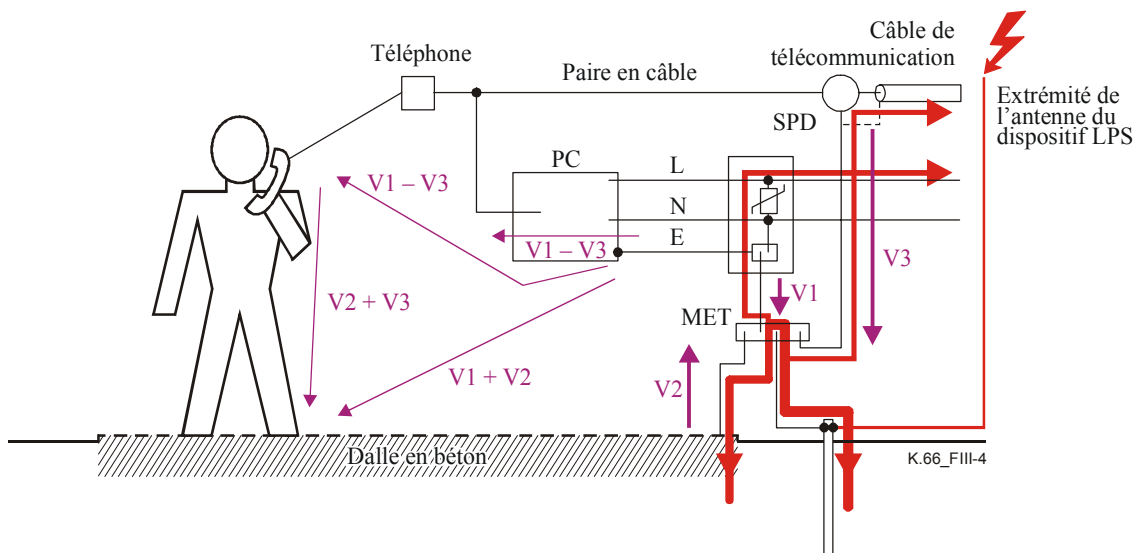 Câble de
télécommunication
Téléphone
Paire en câble
Extrémité de
l'antenne du
dispositif LPS
SPD
PC
L
V1 – V3
N
E
V1 – V3
V3
V1
V2 + V3
MET
V1 + V2
V2
Dalle en béton
K.66_FIII-4